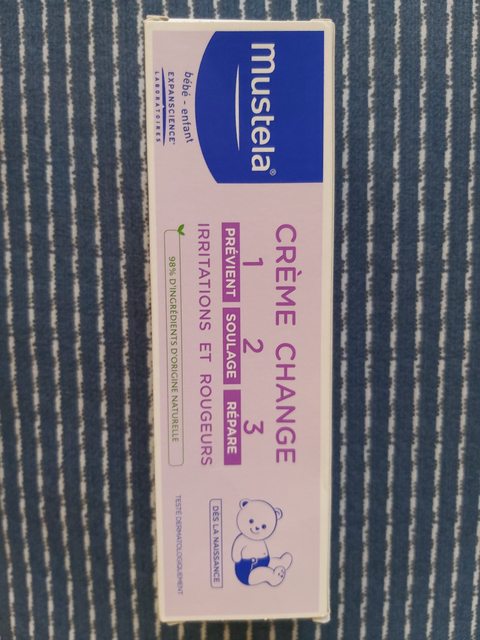 mustela®
bébé - enfant
EXPANSCIENCE®
LABORATOIRES
CRÈME CHANGE
1 2 3
PRÉVIENT SOULAGE RÉPARE
IRRITATIONS ET ROUGEURS
98% D'INGRÉDIENTS D'ORIGINE NATURELLE
DÈS LA NAISSANCE
TESTÉ DERMATOLOGIQUEMENT